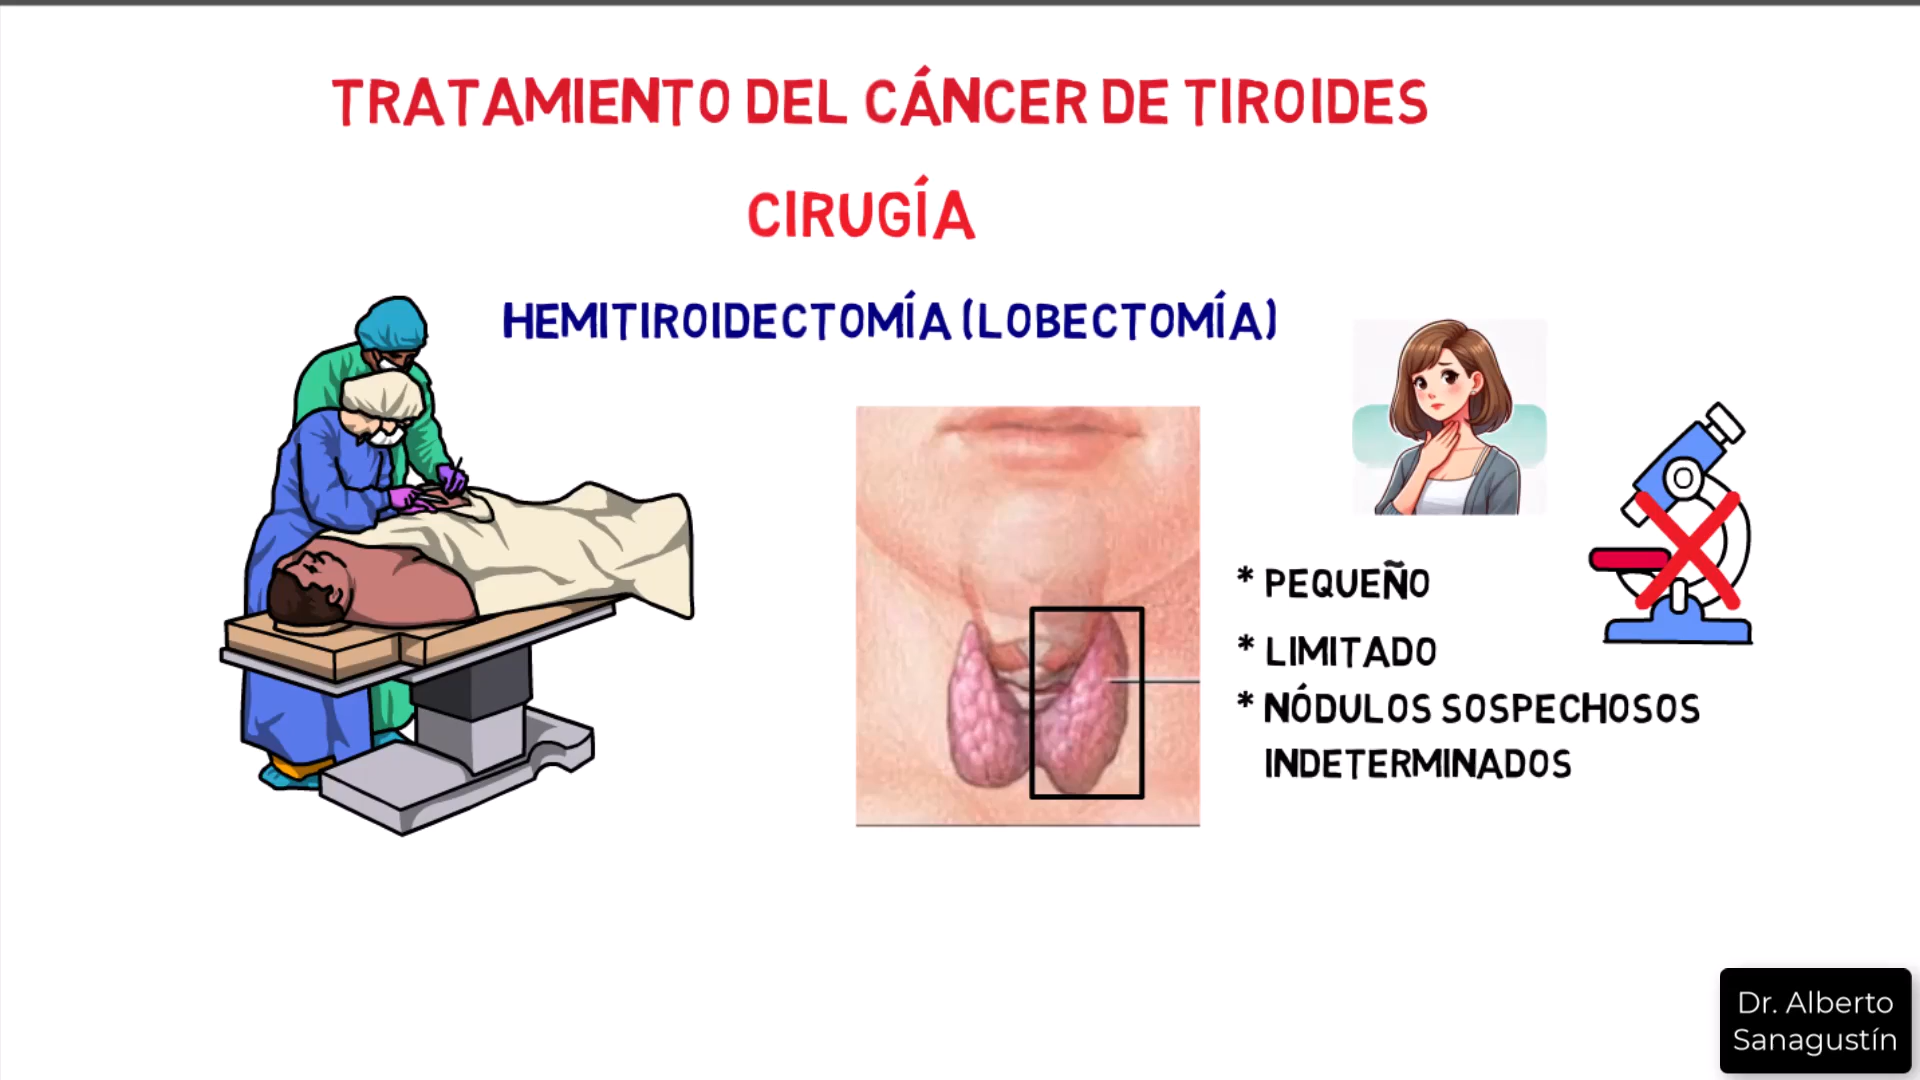 TRATAMIENTO DEL CÁNCER DE TIROIDES
CIRUGÍA
HEMITIROIDECTOMÍA (LOBECTOMÍA)
* PEQUEÑO
* LIMITADO
* NÓDULOS SOSPECHOSOS
INDETERMINADOS
Dr. Alberto
Sanagustín